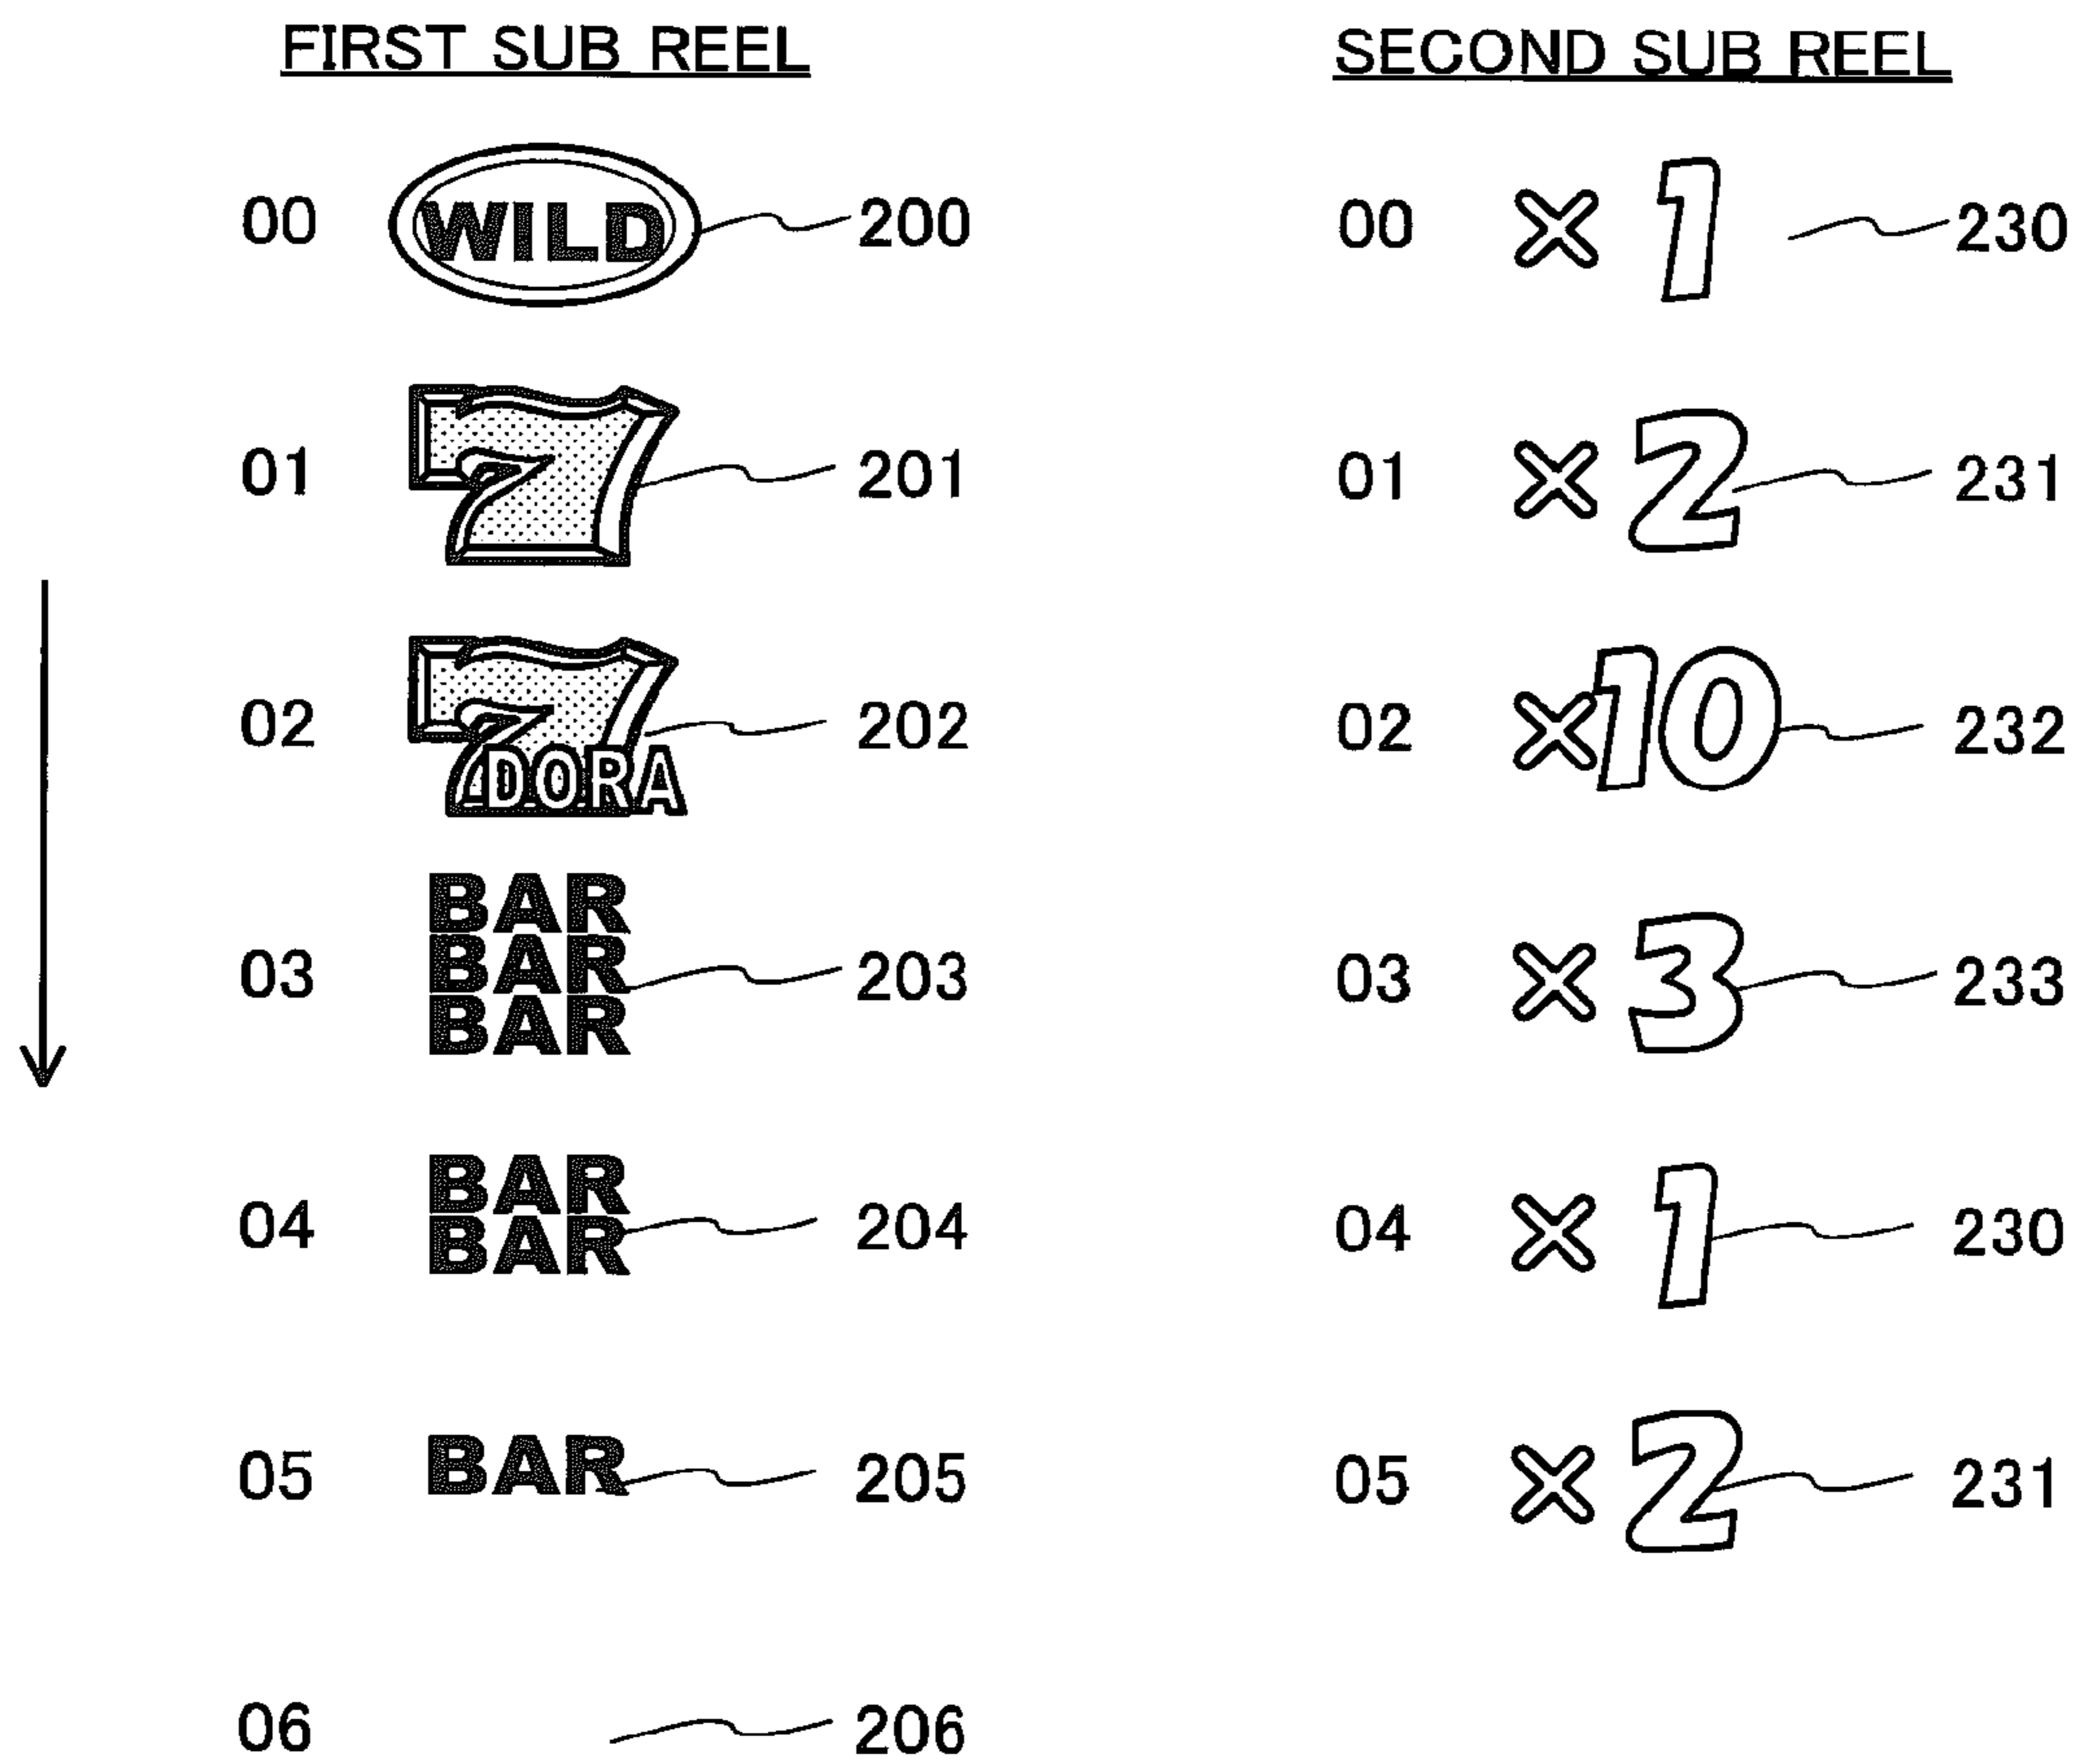 FIRST SUB REEL
00 WILD 200
01 7 201
02 7 DORA 202
03 BAR
BAR 203
BAR
04 BAR
BAR 204
05 BAR 205
06 206
SECOND SUB REEL
00 ×1 230
01 ×2 231
02 ×10 232
03 ×3 233
04 ×1 230
05 ×2 231